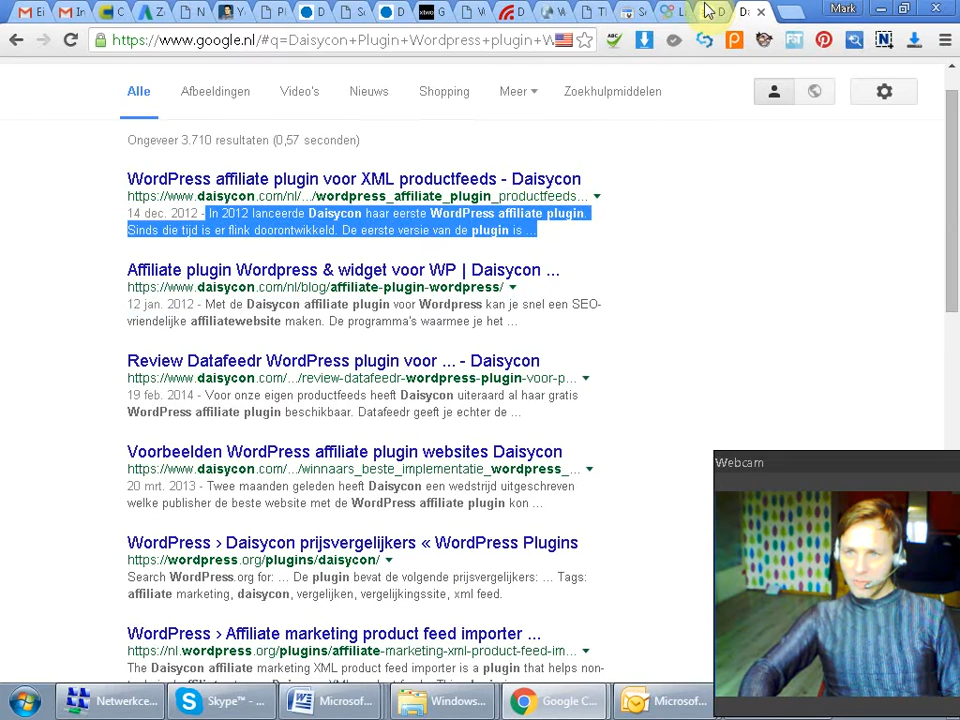 Mark
https://www.google.nl/#q=Daisycon+Plugin+Wordpress+plugin+W
Alle Afbeeldingen Video's Nieuws Shopping Meer Zoekhulpmiddelen
Ongeveer 3.710 resultaten (0,57 seconden)
WordPress affiliate plugin voor XML productfeeds - Daisycon
https://www.daisycon.com/nl/.../wordpress_affiliate_plugin_productfeeds...
14 dec. 2012 - In 2012 lanceerde Daisycon haar eerste WordPress affiliate plugin.
Sinds die tijd is er flink doorontwikkeld. De eerste versie van de plugin is ...
Affiliate plugin Wordpress & widget voor WP | Daisycon ...
https://www.daisycon.com/nl/blog/affiliate-plugin-wordpress/
12 jan. 2012 - Met de Daisycon affiliate plugin voor Wordpress kan je snel een SEO-
vriendelijke affiliatewebsite maken. De programma's waarmee je het ...
Review Datafeedr WordPress plugin voor ... - Daisycon
https://www.daisycon.com/.../review-datafeedr-wordpress-plugin-voor-p...
19 feb. 2014 - Voor onze eigen productfeeds heeft Daisycon uiteraard al haar gratis
WordPress affiliate plugin beschikbaar. Datafeedr geeft je echter de ...
Voorbeelden WordPress affiliate plugin websites Daisycon
https://www.daisycon.com/.../winnaars_beste_implementatie_wordpress_...
20 mrt. 2013 - Twee maanden geleden heeft Daisycon een wedstrijd uitgeschreven
welke publisher de beste website met de WordPress affiliate plugin kon ...
WordPress › Daisycon prijsvergelijkers « WordPress Plugins
https://wordpress.org/plugins/daisycon/
Search WordPress.org for: ... De plugin bevat de volgende prijsvergelijkers: ... Tags:
affiliate marketing, daisycon, vergelijken, vergelijkingssite, xml feed.
WordPress › Affiliate marketing product feed importer ...
https://nl.wordpress.org/plugins/affiliate-marketing-xml-product-feed-im...
The Daisycon affiliate marketing XML product feed importer is a plugin that helps non-
Webcam
Netwerkce... Skype™ - ... Microsof... Windows... Google C... Microsof...